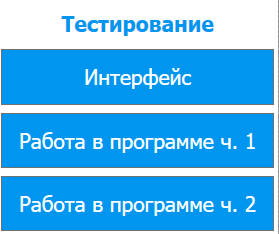 Тестирование
Интерфейс
Работа в программе ч. 1
Работа в программе ч. 2